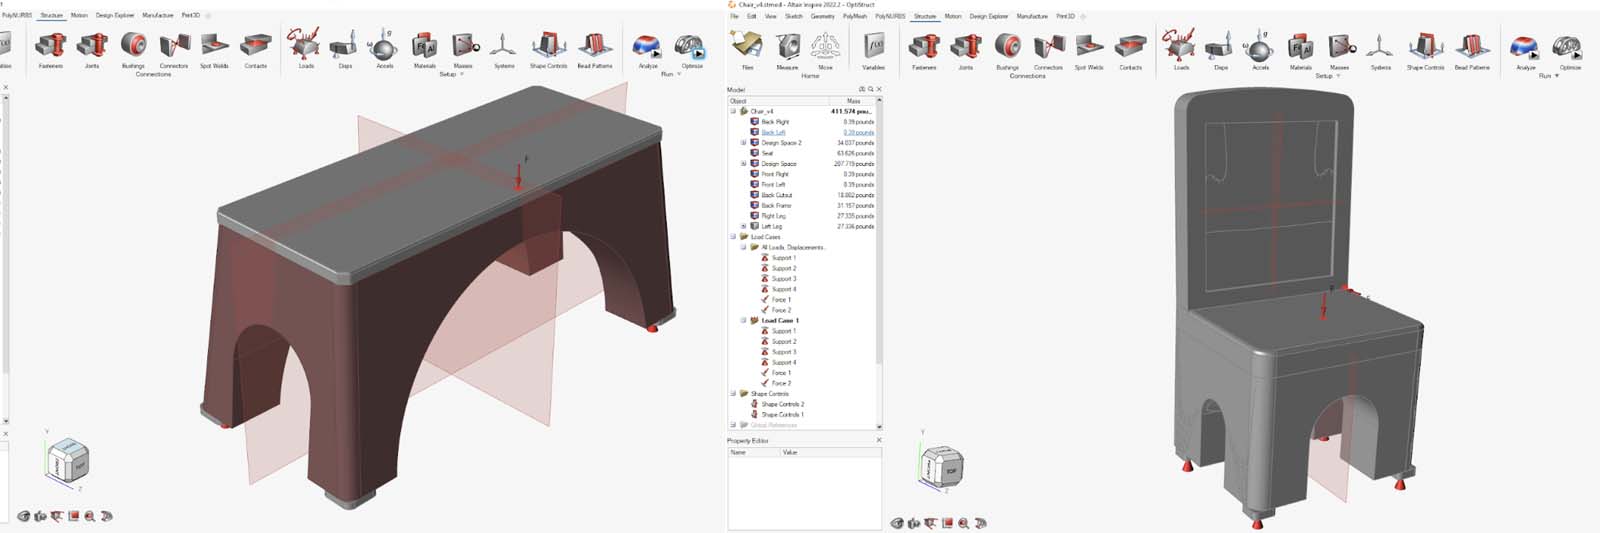 Chair_v4.stmod - Altair Inspire 2022.2 - OptiStruct
PolyNURBS Structure Motion Design Explorer Manufacture Print3D
File Edit View Sketch Geometry PolyMesh PolyNURBS Structure Motion Design Explorer Manufacture Print3D
Fasteners Joints Bushings Connectors Spot Welds Contacts Loads Disps Accels Materials Masses Systems Shape Controls Bead Patterns Analyze Optimize
Connections Setup Run
Files Measure Move Variables Fasteners Joints Bushings Connectors Spot Welds Contacts Loads Disps Accels Materials Masses Systems Shape Controls Bead Patterns Analyze Optimize
Home Connections Setup Run
Model
Object Mass
Chair_v4 411.574 pou...
Back Right 0.39 pounds
Back Left 0.39 pounds
Design Space 2 34.037 pounds
Seat 63.626 pounds
Design Space 207.719 pounds
Front Right 0.39 pounds
Front Left 0.39 pounds
Back Cutout 18.802 pounds
Back Frame 31.157 pounds
Right Leg 27.335 pounds
Left Leg 27.336 pounds
Load Cases
All Loads, Displacements...
Support 1
Support 2
Support 3
Support 4
Force 1
Force 2
Load Case 1
Support 1
Support 2
Support 3
Support 4
Force 1
Force 2
Shape Controls
Shape Controls 2
Shape Controls 1
Global References
Property Editor
Name Value
F
F
Y
Z
FRONT
TOP
Y
Z
TOP